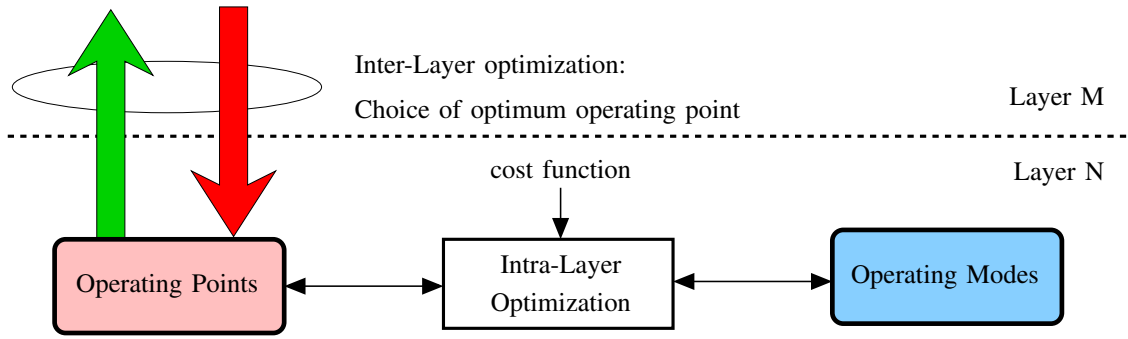 Inter-Layer optimization:
Choice of optimum operating point
Layer M
cost function
Layer N
Operating Points
Intra-Layer
Optimization
Operating Modes